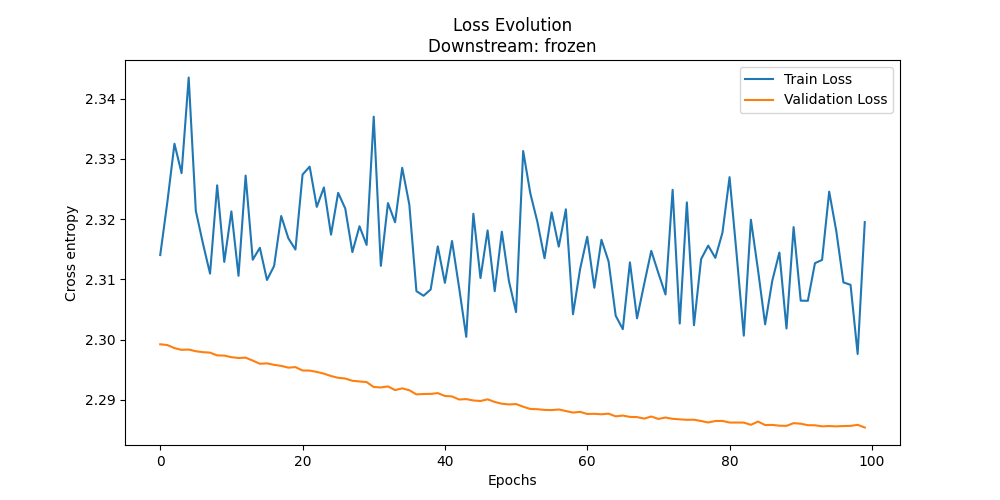 Loss Evolution
Downstream: frozen
Train Loss
Validation Loss
2.34
2.33
2.32
2.31
2.30
2.29
Cross entropy
0
20
40
60
80
100
Epochs